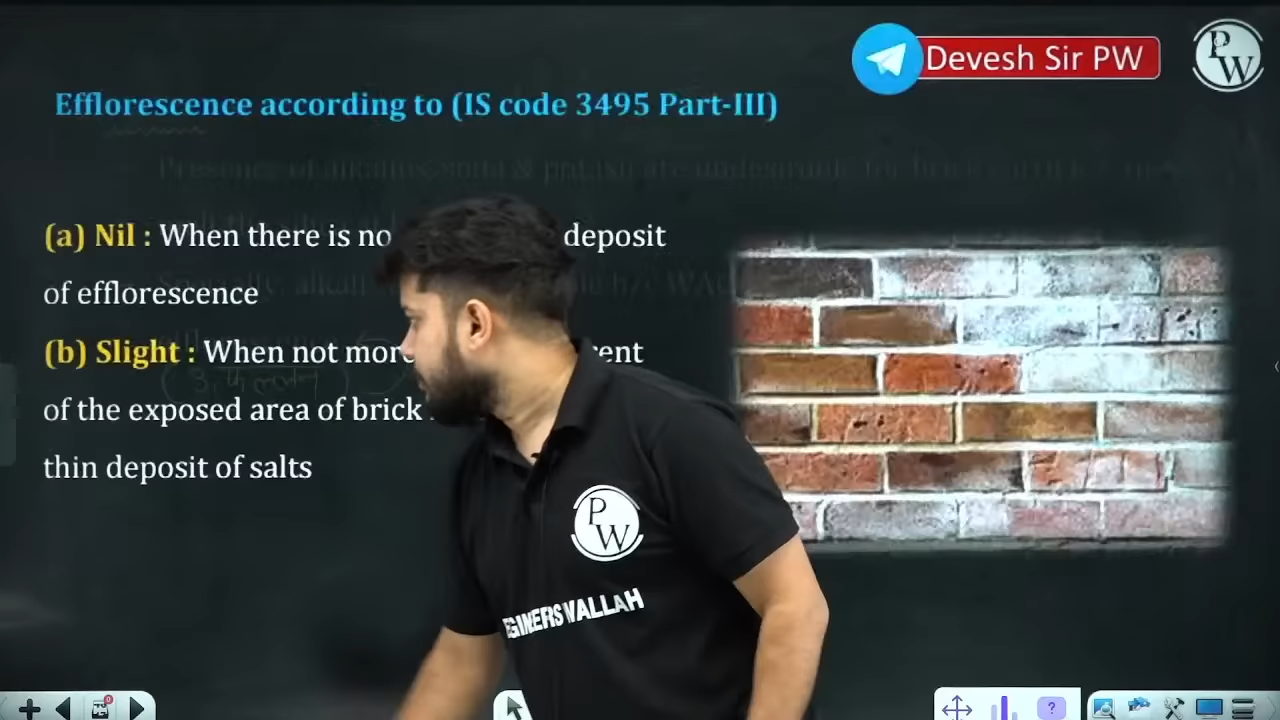 Devesh Sir PW
PW
Efflorescence according to (IS code 3495 Part-III)
(a) Nil : When there is no deposit
of efflorescence
(b) Slight : When not more
of the exposed area of brick
thin deposit of salts
PW
ENGINEERS WALLAH